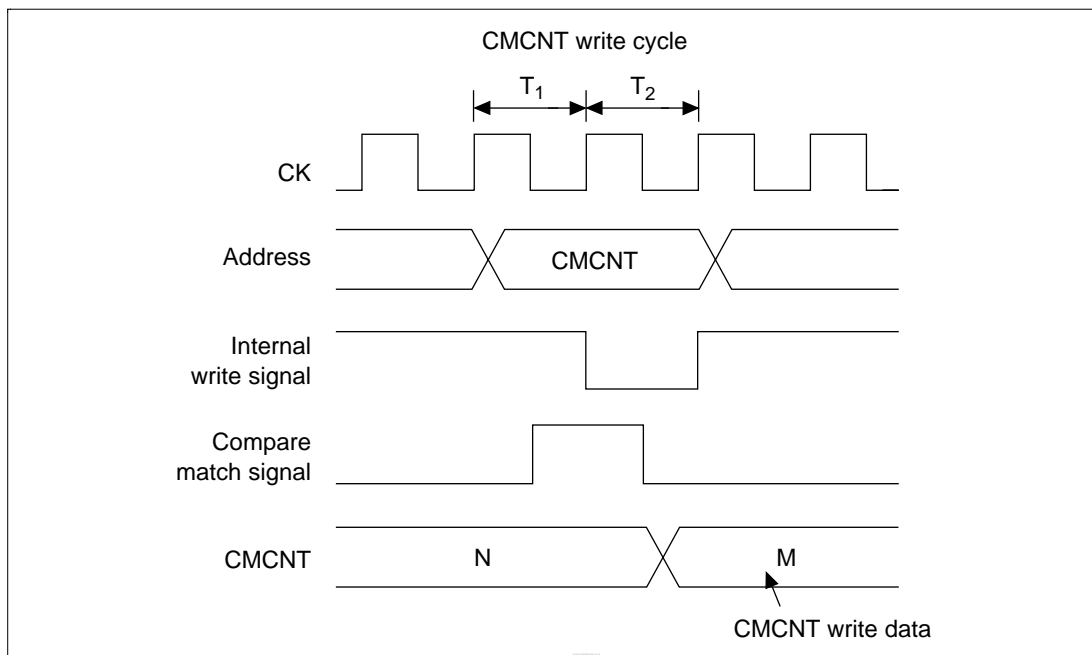 CMCNT write cycle
T1 T2
CK
Address
CMCNT
Internal
write signal
Compare
match signal
CMCNT
N
M
CMCNT write data